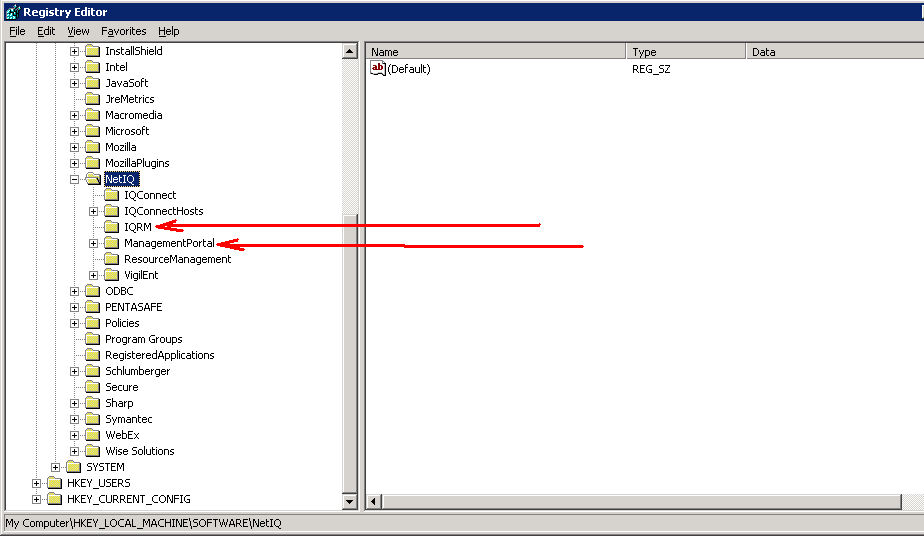 Registry Editor
File Edit View Favorites Help
InstallShield
Intel
JavaSoft
JreMetrics
Macromedia
Microsoft
Mozilla
MozillaPlugins
NetIQ
IQConnect
IQConnectHosts
IQRM
ManagementPortal
ResourceManagement
VigilEnt
ODBC
PENTASAFE
Policies
Program Groups
RegisteredApplications
Schlumberger
Secure
Sharp
Symantec
WebEx
Wise Solutions
SYSTEM
HKEY_USERS
HKEY_CURRENT_CONFIG
Name Type Data
ab (Default) REG_SZ
My Computer\HKEY_LOCAL_MACHINE\SOFTWARE\NetIQ